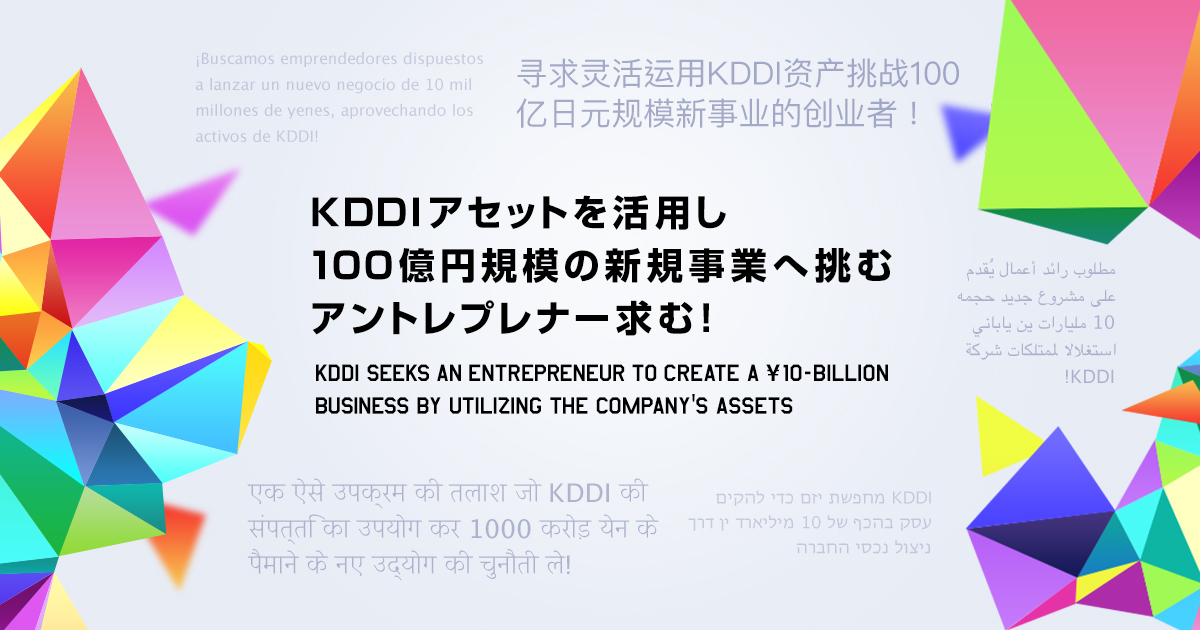 ¡Buscamos emprendedores dispuestos
a lanzar un nuevo negocio de 10 mil
millones de yenes, aprovechando los
activos de KDDI!
寻求灵活运用KDDI资产挑战100
亿日元规模新事业的创业者！
KDDIアセットを活用し
100億円規模の新規事業へ挑む
アントレプレナー求む!
KDDI SEEKS AN ENTREPRENEUR TO CREATE A ¥10-BILLION
BUSINESS BY UTILIZING THE COMPANY'S ASSETS
مطلوب رائد أعمال يُقدم
على مشروع جديد حجمه
10 مليارات ين ياباني
استغلالا لممتلكات شركة
KDDI!
एक ऐसे उपक्रम की तलाश जो KDDI की
संपत्ति का उपयोग कर 1000 करोड़ येन के
पैमाने के नए उद्योग की चुनौती ले!
KDDI מחפשת יזם כדי להקים
עסק בהכף של 10 מיליארד ין דרך
ניצול נכסי החברה